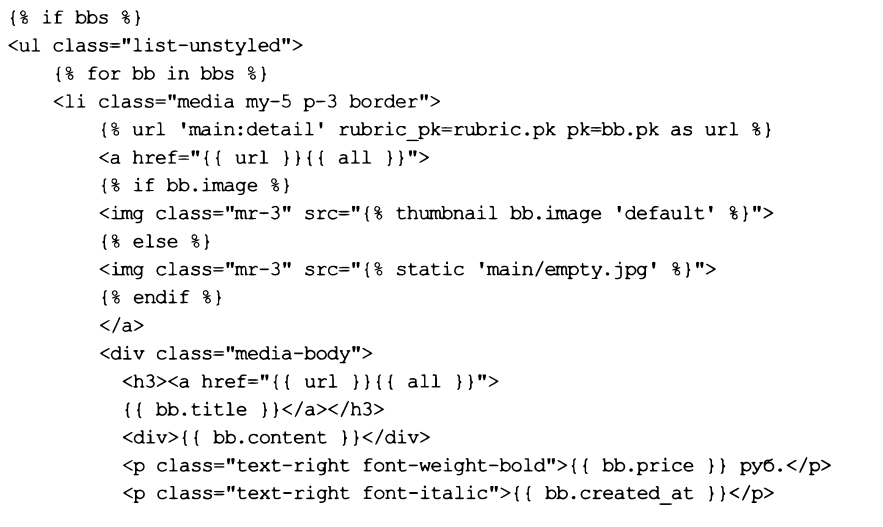 {% if bbs %}
<ul class="list-unstyled">
    {% for bb in bbs %}
    <li class="media my-5 p-3 border">
        {% url 'main:detail' rubric_pk=rubric.pk pk=bb.pk as url %}
        <a href="{{ url }}{{ all }}">
        {% if bb.image %}
        <img class="mr-3" src="{% thumbnail bb.image 'default' %}">
        {% else %}
        <img class="mr-3" src="{% static 'main/empty.jpg' %}">
        {% endif %}
        </a>
        <div class="media-body">
          <h3><a href="{{ url }}{{ all }}">
          {{ bb.title }}</a></h3>
          <div>{{ bb.content }}</div>
          <p class="text-right font-weight-bold">{{ bb.price }} руб.</p>
          <p class="text-right font-italic">{{ bb.created_at }}</p>